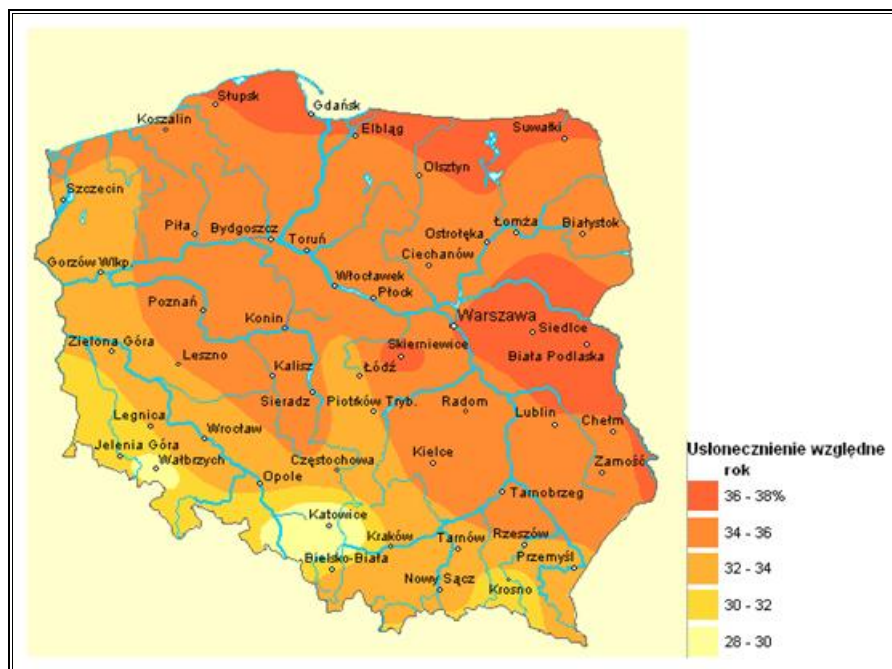 Słupsk
Gdańsk
Koszalin
Elbląg
Suwałki
Olsztyn
Szczecin
Piła
Bydgoszcz
Toruń
Ostrołęka
Łomża
Białystok
Ciechanów
Gorzów Wlkp.
Włocławek
Płock
Poznań
Konin
Warszawa
Siedlce
Zielona Góra
Leszno
Skierniewice
Biała Podlaska
Kalisz
Łódź
Sieradz
Piotrków Tryb.
Radom
Lublin
Chełm
Legnica
Wrocław
Jelenia Góra
Wałbrzych
Częstochowa
Kielce
Zamość
Opole
Tarnobrzeg
Katowice
Kraków
Tarnów
Rzeszów
Przemyśl
Bielsko-Biała
Nowy Sącz
Krosno
Usłonecznienie względne
rok
36 - 38%
34 - 36
32 - 34
30 - 32
28 - 30